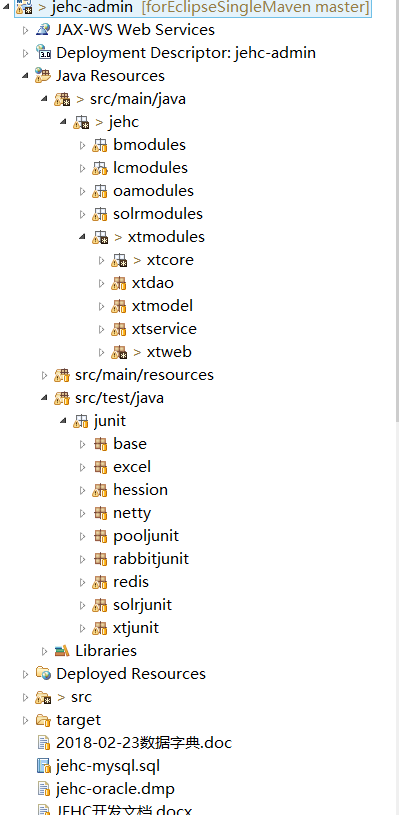 > jehc-admin [forEclipseSingleMaven master]
JAX-WS Web Services
Deployment Descriptor: jehc-admin
Java Resources
> src/main/java
> jehc
bmodules
lcmodules
oamodules
solrmodules
> xtmodules
> xtcore
xtdao
xtmodel
xtservice
> xtweb
src/main/resources
src/test/java
junit
base
excel
hession
netty
pooljunit
rabbitjunit
redis
solrjunit
xtjunit
Libraries
Deployed Resources
> src
target
2018-02-23数据字典.doc
jehc-mysql.sql
jehc-oracle.dmp
JEHC开发文档.docx